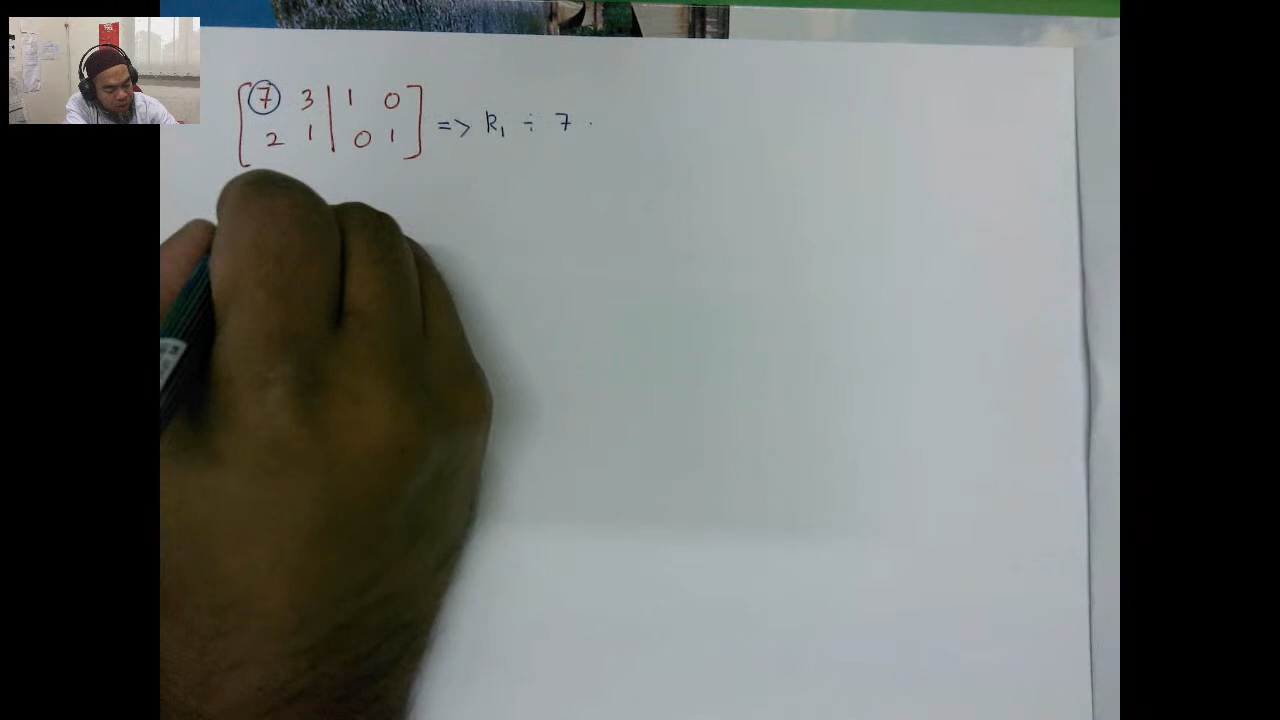 [ 7 3 | 1 0 ]
[ 2 1 | 0 1 ] => R₁ ÷ 7 .